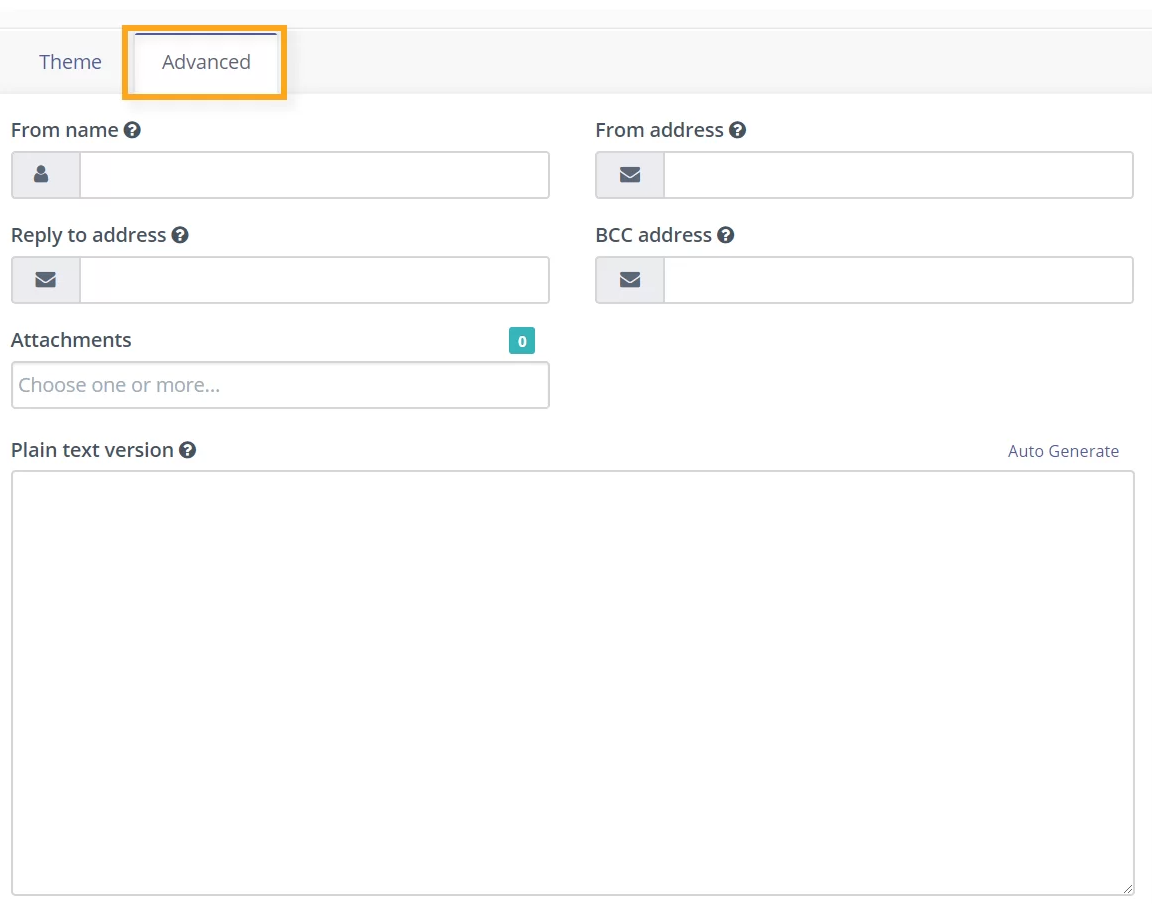 Theme Advanced
From name From address
Reply to address BCC address
Attachments 0
Choose one or more...
Plain text version Auto Generate